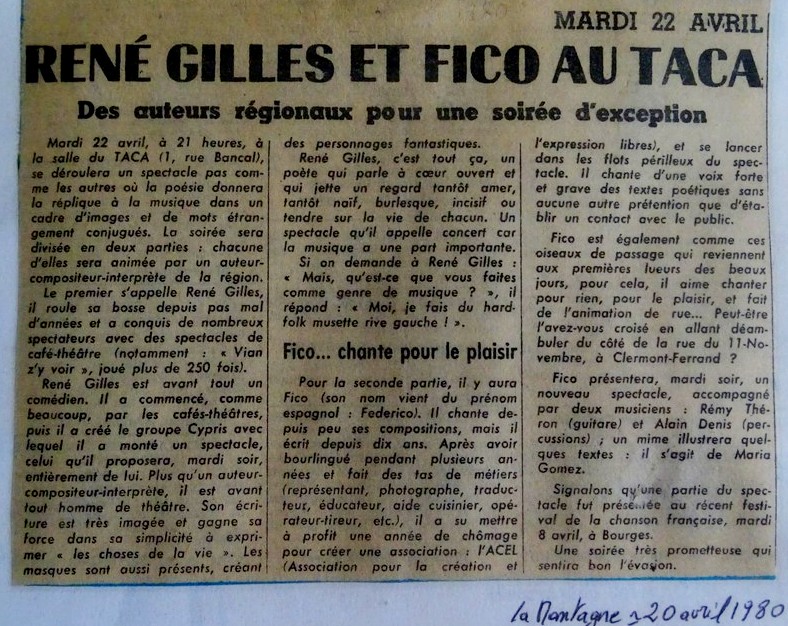 MARDI 22 AVRIL
RENÉ GILLES ET FICO AU TACA
Des auteurs régionaux pour une soirée d'exception
Mardi 22 avril, à 21 heures, à
la salle du TACA (1, rue Bancal),
se déroulera un spectacle pas com-
me les autres où la poésie donnera
la réplique à la musique dans un
cadre d'images et de mots étran-
gement conjugués. La soirée sera
divisée en deux parties : chacune
d'elles sera animée par un auteur-
compositeur-interprète de la région.
Le premier s'appelle René Gilles,
il roule sa bosse depuis pas mal
d'années et a conquis de nombreux
spectateurs avec des spectacles de
café-théâtre (notamment : « Vian
z'y voir », joué plus de 250 fois).
René Gilles est avant tout un
comédien. Il a commencé, comme
beaucoup, par les cafés-théâtres,
puis il a créé le groupe Cypris avec
lequel il a monté un spectacle,
celui qu'il proposera, mardi soir,
entièrement de lui. Plus qu'un auteur-
compositeur-interprète, il est avant
tout homme de théâtre. Son écri-
ture est très imagée et gagne sa
force dans sa simplicité à expri-
mer « les choses de la vie ». Les
masques sont aussi présents, créant
des personnages fantastiques.
René Gilles, c'est tout ça, un
poète qui parle à cœur ouvert et
qui jette un regard tantôt amer,
tantôt naïf, burlesque, incisif ou
tendre sur la vie de chacun. Un
spectacle qu'il appelle concert car
la musique a une part importante.
Si on demande à René Gilles :
« Mais, qu'est-ce que vous faites
comme genre de musique ? », il
répond : « Moi, je fais du hard-
folk musette rive gauche ! ».
Fico... chante pour le plaisir
Pour la seconde partie, il y aura
Fico (son nom vient du prénom
espagnol : Federico). Il chante de-
puis peu ses compositions, mais il
écrit depuis dix ans. Après avoir
bourlingué pendant plusieurs an-
nées et fait des tas de métiers
(représentant, photographe, traduc-
teur, éducateur, aide cuisinier, opé-
rateur-tireur, etc.), il a su mettre
à profit une année de chômage
pour créer une association : l'ACEL
(Association pour la création et
l'expression libres), et se lancer
dans les flots périlleux du spec-
tacle. Il chante d'une voix forte
et grave des textes poétiques sans
aucune autre prétention que d'éta-
blir un contact avec le public.
Fico est également comme ces
oiseaux de passage qui reviennent
aux premières lueurs des beaux
jours, pour cela, il aime chanter
pour rien, pour le plaisir, et fait
de l'animation de rue... Peut-être
l'avez-vous croisé en allant déam-
buler du côté de la rue du 11-No-
vembre, à Clermont-Ferrand ?
Fico présentera, mardi soir, un
nouveau spectacle, accompagné
par deux musiciens : Rémy Thé-
ron (guitare) et Alain Denis (per-
cussions) ; un mime illustrera quel-
ques textes : il s'agit de Maria
Gomez.
Signalons qu'une partie du spec-
tacle fut présentée au récent festi-
val de la chanson française, mardi
8 avril, à Bourges.
Une soirée très prometteuse qui
sentira bon l'évasion.
La Montagne ~ 20 avril 1980